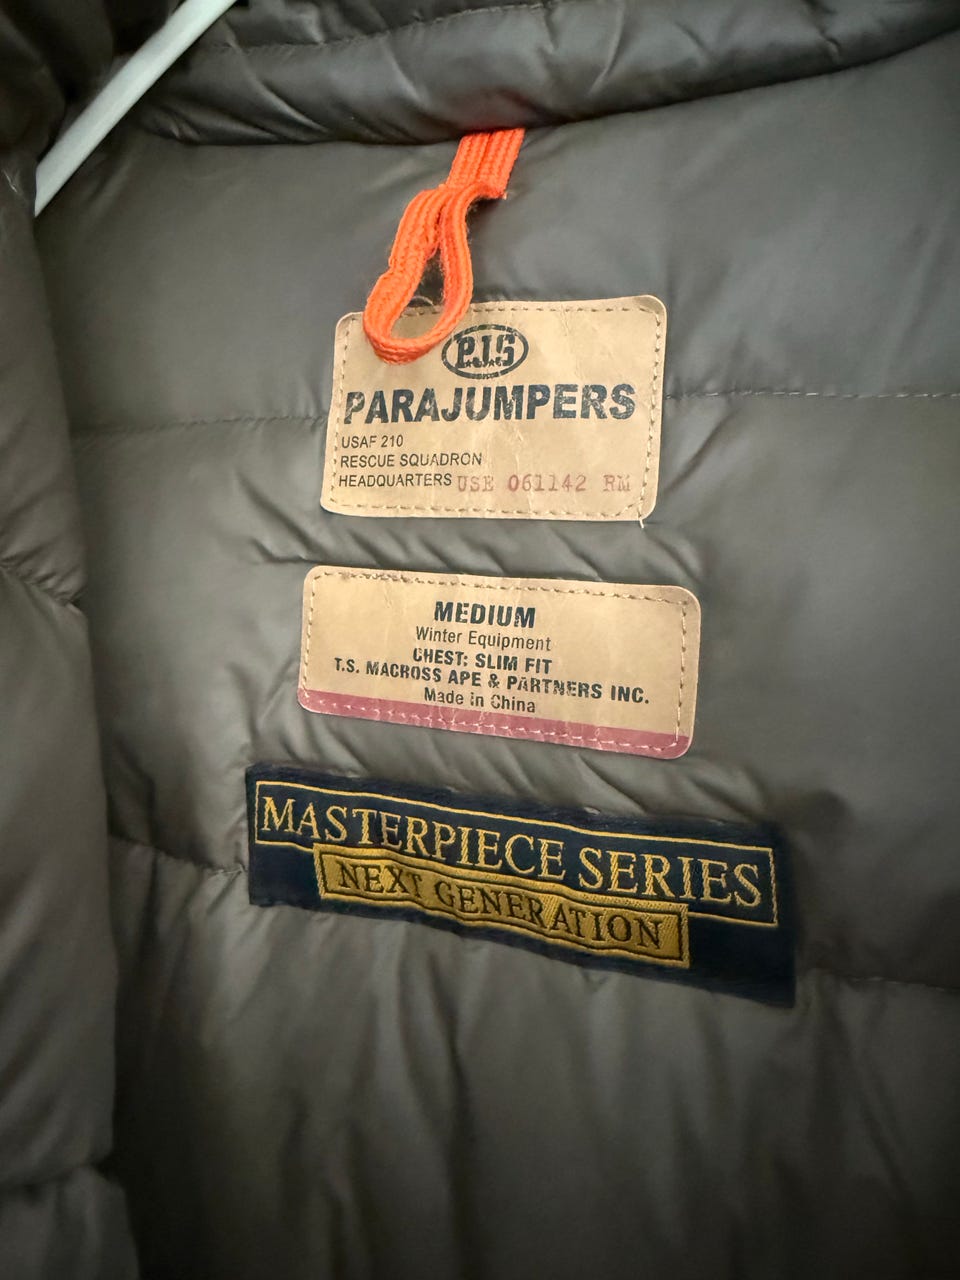 P.J.S
PARAJUMPERS
USAF 210
RESCUE SQUADRON
HEADQUARTERS USE 061142 RM
MEDIUM
Winter Equipment
CHEST: SLIM FIT
T.S. MACROSS APE & PARTNERS INC.
Made in China
MASTERPIECE SERIES
NEXT GENERATION